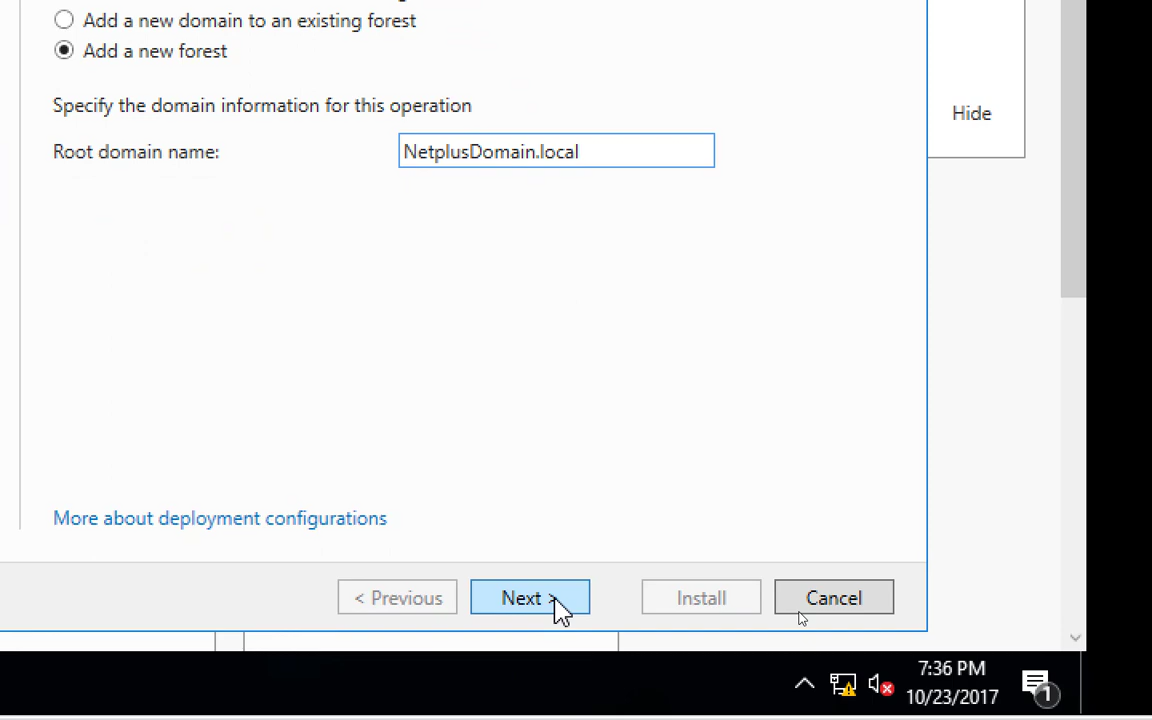 Add a new domain to an existing forest
Add a new forest
Specify the domain information for this operation
Hide
Root domain name:
NetplusDomain.local
More about deployment configurations
< Previous
Next >
Install
Cancel
7:36 PM
10/23/2017
1